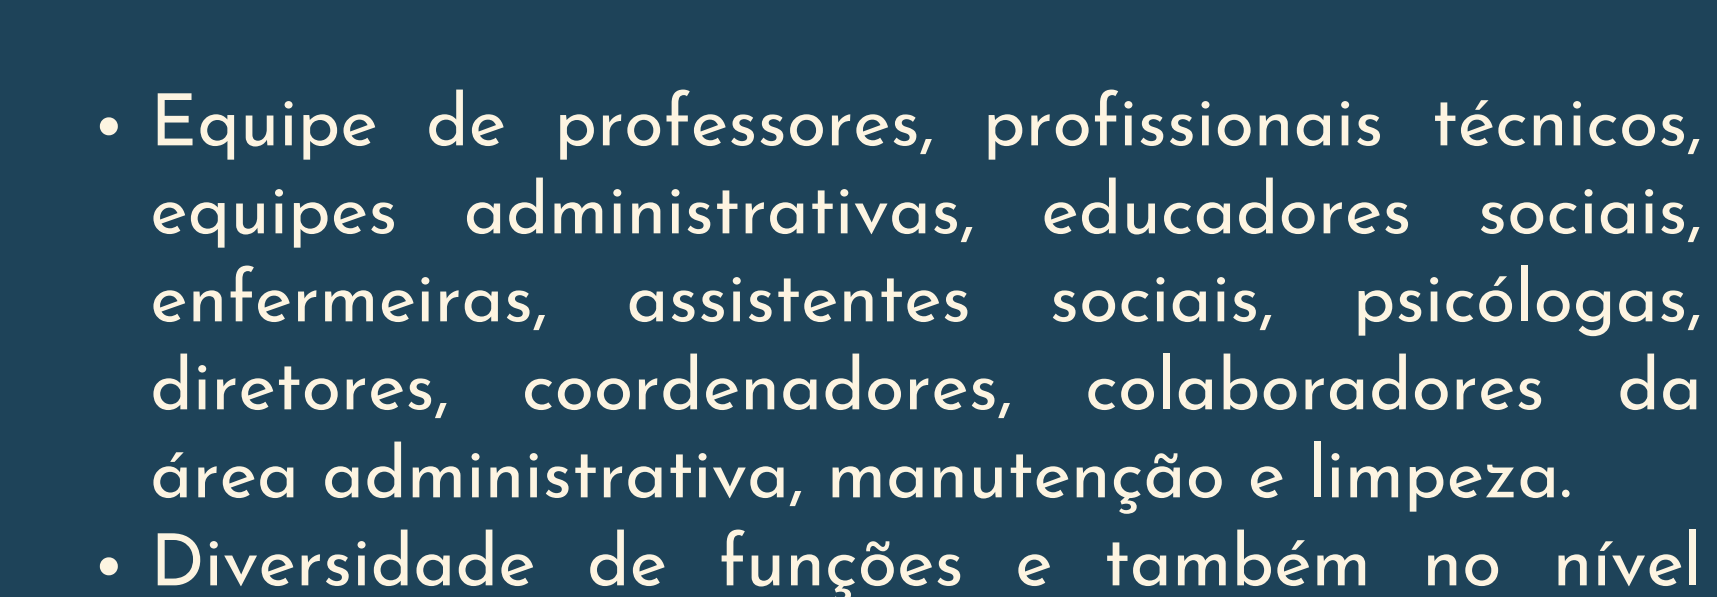 • Equipe de professores, profissionais técnicos,
equipes administrativas, educadores sociais,
enfermeiras, assistentes sociais, psicólogas,
diretores, coordenadores, colaboradores da
área administrativa, manutenção e limpeza.
• Diversidade de funções e também no nível